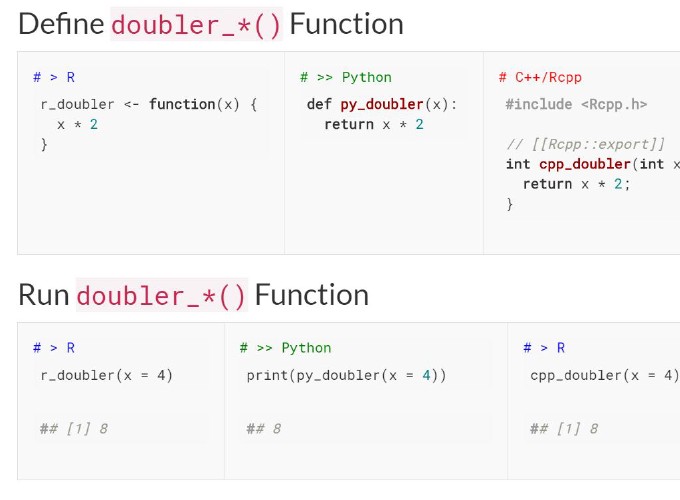 Define doubler_*() Function
# > R
r_doubler <- function(x) {
x * 2
}
# >> Python
def py_doubler(x):
return x * 2
# C++/Rcpp
#include <Rcpp.h>
// [[Rcpp::export]]
int cpp_doubler(int x
return x * 2;
}
Run doubler_*() Function
# > R
r_doubler(x = 4)
## [1] 8
# >> Python
print(py_doubler(x = 4))
## 8
# > R
cpp_doubler(x = 4)
## [1] 8